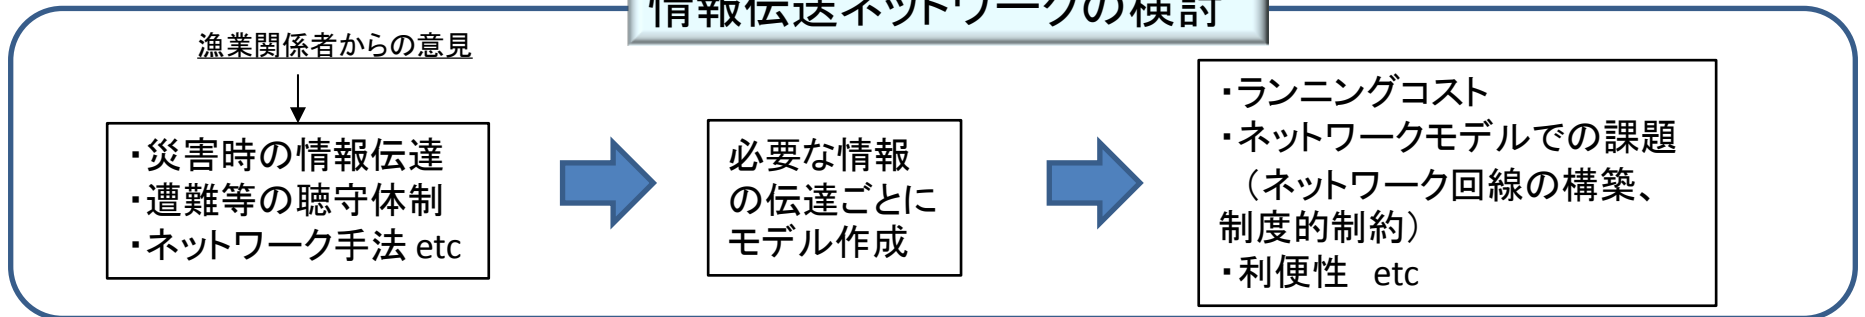 情報伝送ネットワークの検討
漁業関係者からの意見
・災害時の情報伝達
・遭難等の聴守体制
・ネットワーク手法 etc
必要な情報
の伝達ごとに
モデル作成
・ランニングコスト
・ネットワークモデルでの課題
（ネットワーク回線の構築、
制度的制約）
・利便性 etc